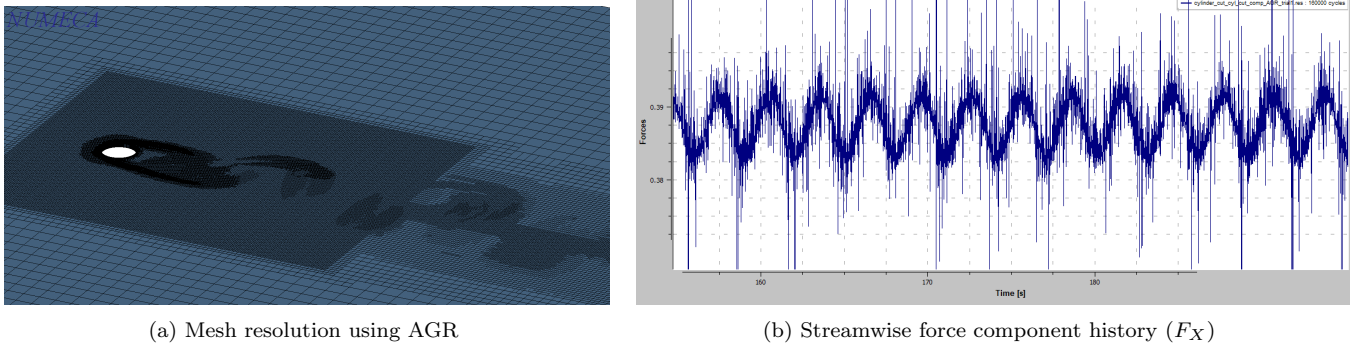 NUMECA
cylinder_cut_cyl_cut_comp_AGR_trial1.res : 160000 cycles
0.39
Forces
0.38
160
170
180
Time [s]
(a) Mesh resolution using AGR
(b) Streamwise force component history (F_X)